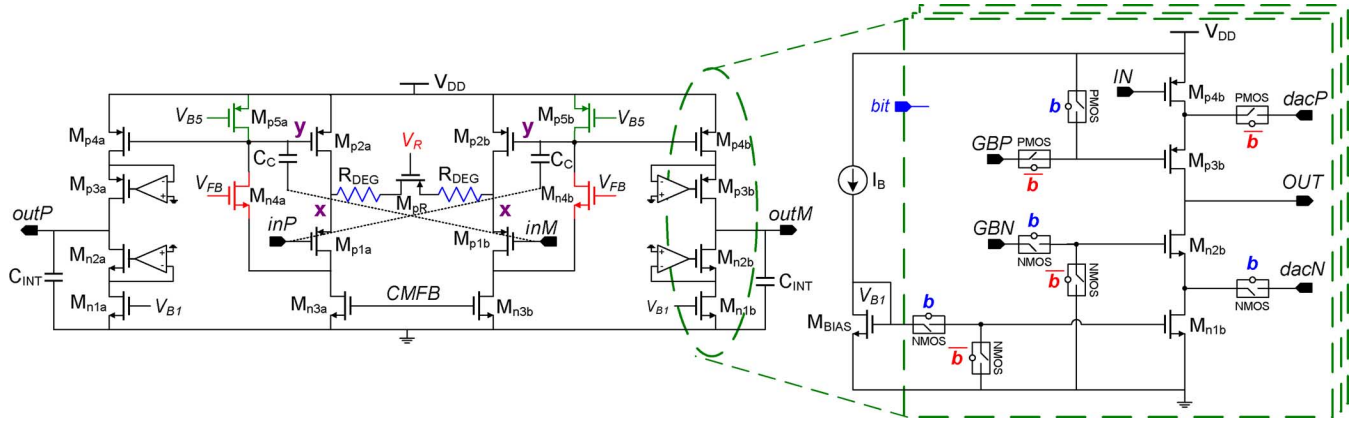 V_DD
V_B5
M_p5a
y
M_p2a
M_p4a
C_C
M_p3a
V_FB
M_n4a
R_DEG
V_R
R_DEG
M_pR
y
M_p2b
M_p5b
V_B5
C_C
M_n4b
V_FB
M_p4b
M_p3b
x
x
outP
inP
M_p1a
M_p1b
inM
outM
M_n2a
C_INT
M_n1a
V_B1
M_n3a
CMFB
M_n3b
M_n2b
V_B1
M_n1b
C_INT
V_DD
IN
M_p4b
bit
b
PMOS
PMOS
dacP
b̅
GBP
PMOS
b̅
M_p3b
I_B
OUT
GBN
b
NMOS
b̅
NMOS
M_n2b
b
dacN
NMOS
V_B1
M_BIAS
b
NMOS
b̅
NMOS
M_n1b